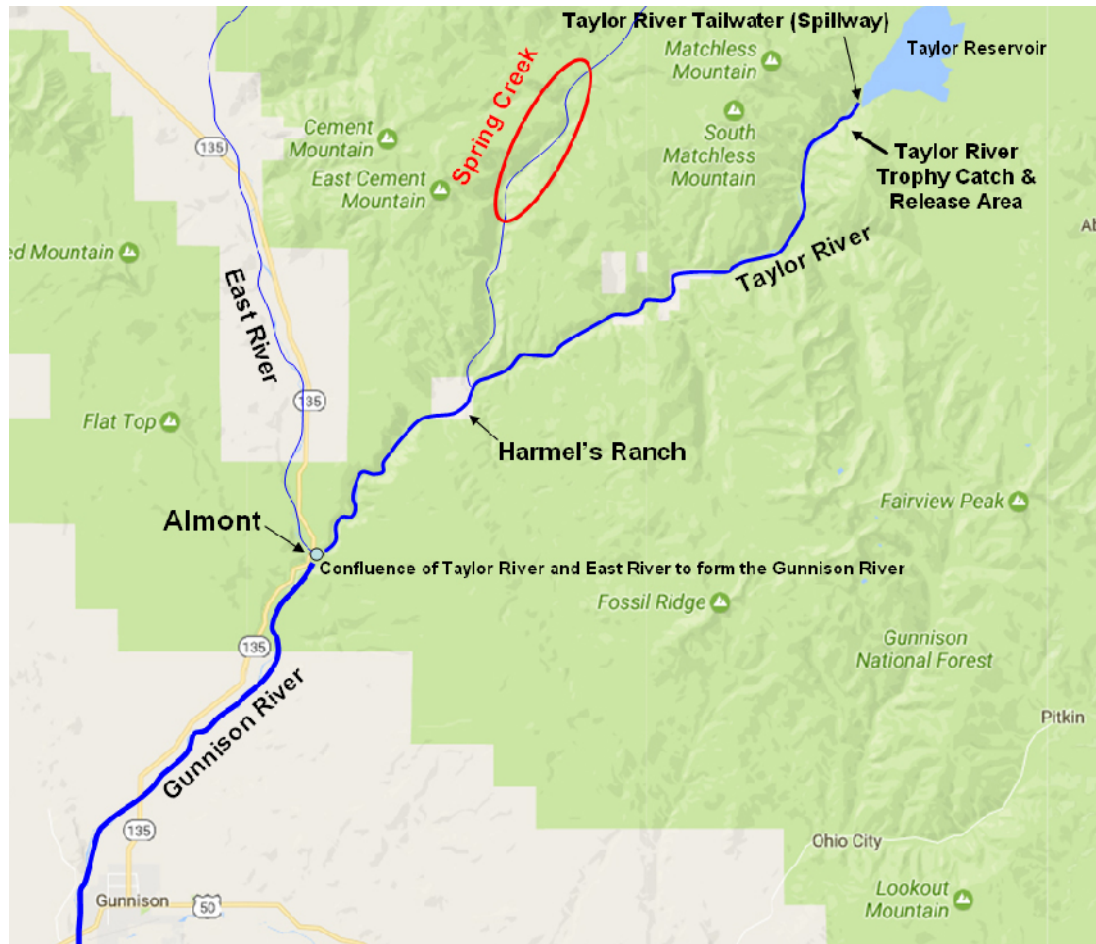 Taylor River Tailwater (Spillway)
Matchless
Mountain
Taylor Reservoir
Spring Creek
Cement
Mountain
135
South
Matchless
Mountain
East Cement
Mountain
Taylor River
Trophy Catch &
Release Area
Ab
ed Mountain
East River
Taylor River
135
Flat Top
Harmel's Ranch
Almont
Fairview Peak
Confluence of Taylor River and East River to form the Gunnison River
Fossil Ridge
135
Gunnison
National Forest
Gunnison River
Pitkin
135
Ohio City
Gunnison
50
Lookout
Mountain